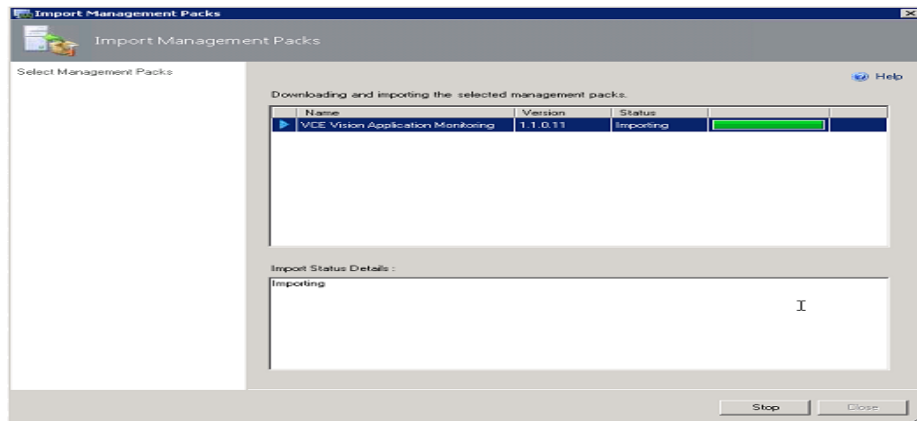 Import Management Packs
Import Management Packs
Select Management Packs
Help
Downloading and importing the selected management packs.
Name Version Status
VCE Vision Application Monitoring 1.1.0.11 Importing
Import Status Details :
Importing
Stop Close